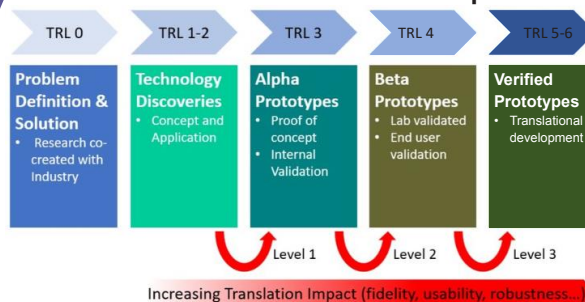 TRL 0
TRL 1-2
TRL 3
TRL 4
TRL 5-6
Problem
Definition &
Solution
• Research co-
created with
Industry
Technology
Discoveries
• Concept and
Application
Alpha
Prototypes
• Proof of
concept
• Internal
Validation
Beta
Prototypes
• Lab validated
• End user
validation
Verified
Prototypes
• Translational
development
Level 1
Level 2
Level 3
Increasing Translation Impact (fidelity, usability, robustness...)